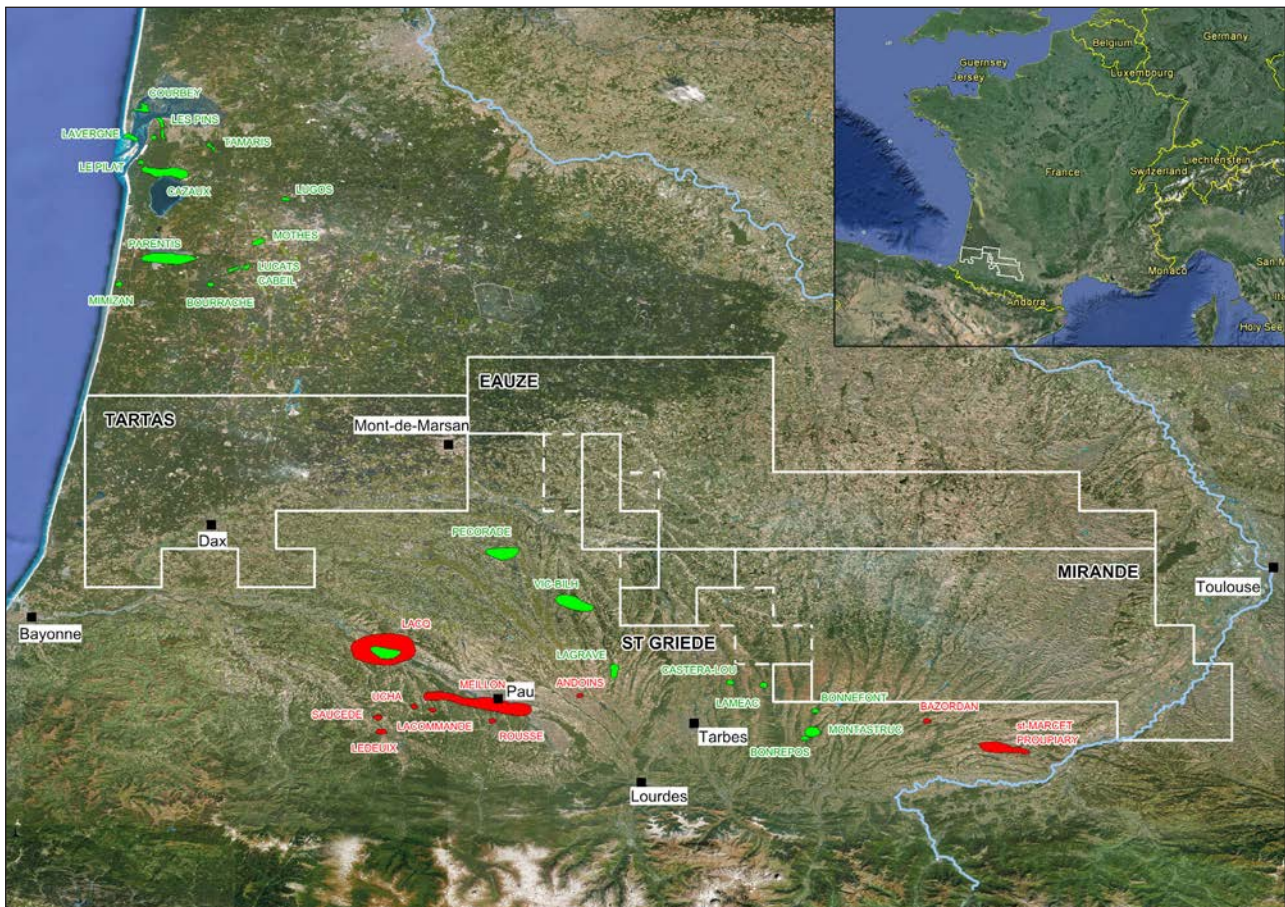 COURBEY
LES PINS
LAVERGNE
TAMARIS
LE PILAT
CAZAUX
LUGOS
MOTHES
PARENTIS
LUCATS
CABEIL
MIMIZAN
BOURRACHE
Belgium
Germany
Guernsey
Jersey
Luxembourg
France
Liechtenstein
Switzerland
Monaco
San M
It
Andorra
Holy See
EAUZE
TARTAS
Mont-de-Marsan
Dax
PECORADE
MIRANDE
Toulouse
VIC-BILH
Bayonne
LACQ
ST GRIEDE
LAGRAVE
CASTERA-LOU
MEILLON
ANDOINS
LAMEAC
UCHA
Pau
BONNEFONT
SAUCEDE
LACOMMANDE
BAZORDAN
ROUSSE
Tarbes
MONTASTRUC
st-MARCET
PROUPIARY
LEDEUIX
BONREPOS
Lourdes